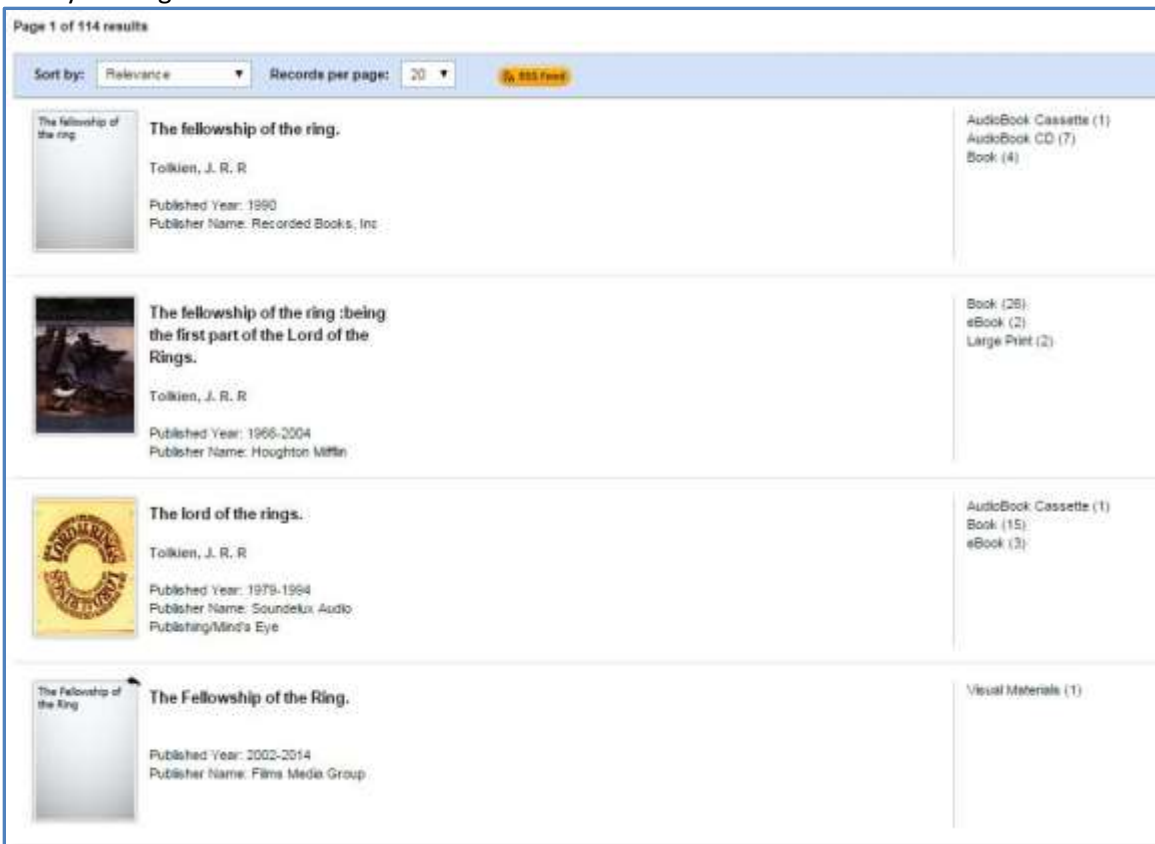 Page 1 of 114 results
Sort by: Relevance Records per page: 20 RSS Feed
The fellowship of
the ring
The fellowship of the ring.
Tolkien, J. R. R
Published Year: 1990
Publisher Name: Recorded Books, Inc
AudioBook Cassette (1)
AudioBook CD (7)
Book (4)
The fellowship of the ring :being
the first part of the Lord of the
Rings.
Tolkien, J. R. R
Published Year: 1966-2004
Publisher Name: Houghton Mifflin
Book (26)
eBook (2)
Large Print (2)
LORD OF THE RINGS
The lord of the rings.
Tolkien, J. R. R
Published Year: 1979-1994
Publisher Name: Soundelux Audio
Publishing/Mind's Eye
AudioBook Cassette (1)
Book (15)
eBook (3)
The Fellowship of
the Ring
The Fellowship of the Ring.
Published Year: 2002-2014
Publisher Name: Films Media Group
Visual Materials (1)